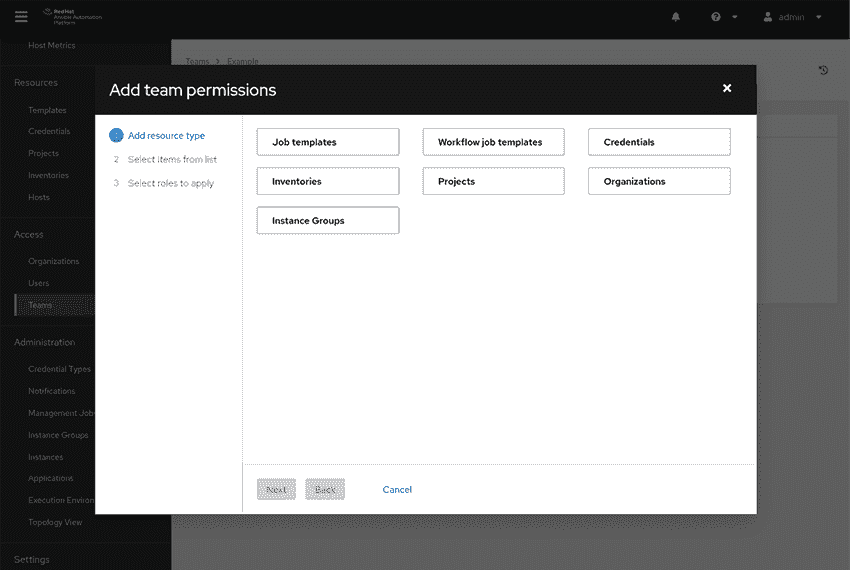 RedHat
Ansible Automation
Platform
admin
Host Metrics
Teams > Example
Resources
Templates
Credentials
Projects
Inventories
Hosts
Access
Organizations
Users
Teams
Administration
Credential Types
Notifications
Management Jobs
Instance Groups
Instances
Applications
Execution Environ
Topology View
Settings
Add team permissions
1 Add resource type
2 Select items from list
3 Select roles to apply
Job templates
Workflow job templates
Credentials
Inventories
Projects
Organizations
Instance Groups
Next
Back
Cancel